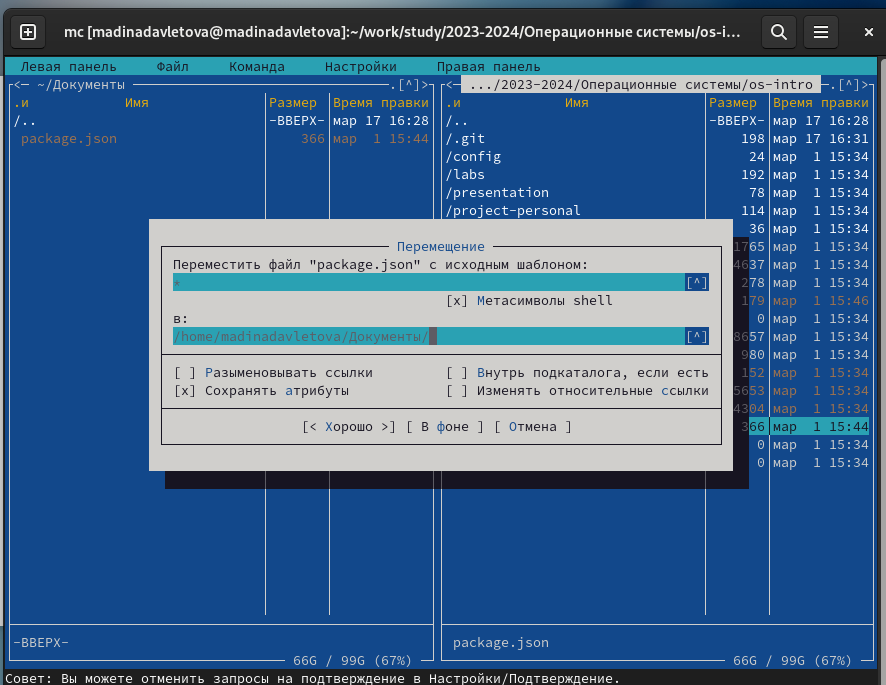 mc [madinadavletova@madinadavletova]:~/work/study/2023-2024/Операционные системы/os-i...
Левая панель Файл Команда Настройки Правая панель
<— ~/Документы .[^]> <— .../2023-2024/Операционные системы/os-intro .[^]>
.и Имя Размер Время правки .и Имя Размер Время правки
/.. -ВВЕРХ- мар 17 16:28 /.. -ВВЕРХ- мар 17 16:28
package.json 366 мар 1 15:44 /.git 198 мар 17 16:31
/config 24 мар 1 15:34
/labs 192 мар 1 15:34
/presentation 78 мар 1 15:34
/project-personal 114 мар 1 15:34
36 мар 1 15:34
Перемещение 1765 мар 1 15:34
Переместить файл "package.json" с исходным шаблоном: 4637 мар 1 15:34
* [^] 278 мар 1 15:34
[x] Метасимволы shell 179 мар 1 15:46
в: 0 мар 1 15:34
/home/madinadavletova/Документы/ [^] 8657 мар 1 15:34
980 мар 1 15:34
[ ] Разыменовывать ссылки [ ] Внутрь подкаталога, если есть 152 мар 1 15:34
[x] Сохранять атрибуты [ ] Изменять относительные ссылки 5653 мар 1 15:34
4304 мар 1 15:34
[< Хорошо >] [ В фоне ] [ Отмена ] 366 мар 1 15:44
0 мар 1 15:34
0 мар 1 15:34
-ВВЕРХ- package.json
66G / 99G (67%) 66G / 99G (67%)
Совет: Вы можете отменить запросы на подтверждение в Настройки/Подтверждение.